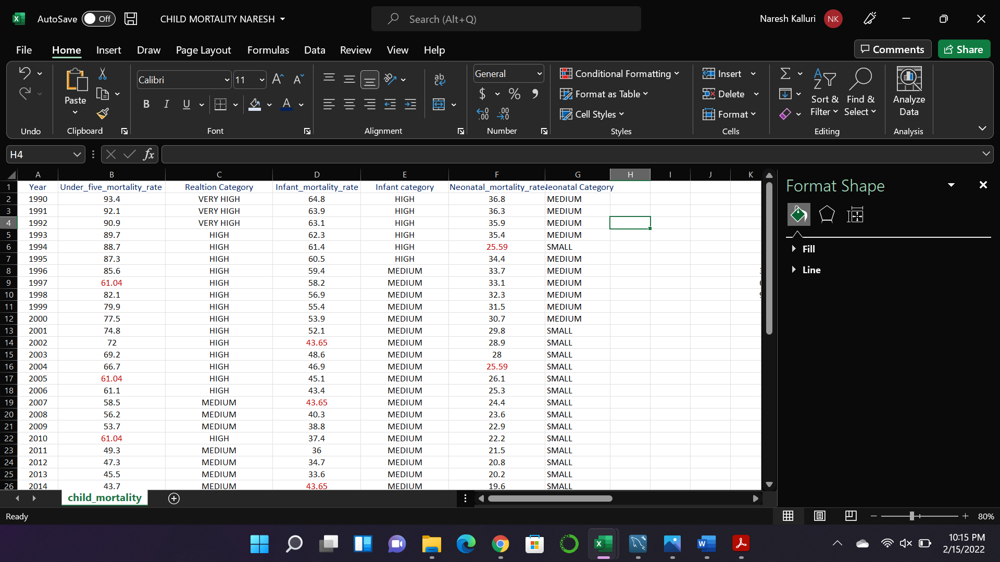 AutoSave Off CHILD MORTALITY NARESH Search (Alt+Q) Naresh Kalluri NK
File Home Insert Draw Page Layout Formulas Data Review View Help Comments Share
Paste Calibri 11 General Conditional Formatting Insert
$ % Format as Table Delete Sort & Filter Find & Select Analyze Data
B I U A Cell Styles Format
Undo Clipboard Font Alignment Number Styles Cells Editing Analysis
H4 fx
A B C D E F G H I J K
1 Year Under_five_mortality_rate Realtion Category Infant_mortality_rate Infant category Neonatal_mortality_rate Neonatal Category
2 1990 93.4 VERY HIGH 64.8 HIGH 36.8 MEDIUM
3 1991 92.1 VERY HIGH 63.9 HIGH 36.3 MEDIUM
4 1992 90.9 VERY HIGH 63.1 HIGH 35.9 MEDIUM
5 1993 89.7 HIGH 62.3 HIGH 35.4 MEDIUM
6 1994 88.7 HIGH 61.4 HIGH 25.59 SMALL
7 1995 87.3 HIGH 60.5 HIGH 34.4 MEDIUM
8 1996 85.6 HIGH 59.4 MEDIUM 33.7 MEDIUM
9 1997 61.04 HIGH 58.2 MEDIUM 33.1 MEDIUM
10 1998 82.1 HIGH 56.9 MEDIUM 32.3 MEDIUM
11 1999 79.9 HIGH 55.4 MEDIUM 31.5 MEDIUM
12 2000 77.5 HIGH 53.9 MEDIUM 30.7 MEDIUM
13 2001 74.8 HIGH 52.1 MEDIUM 29.8 SMALL
14 2002 72 HIGH 43.65 MEDIUM 28.9 SMALL
15 2003 69.2 HIGH 48.6 MEDIUM 28 SMALL
16 2004 66.7 HIGH 46.9 MEDIUM 25.59 SMALL
17 2005 61.04 HIGH 45.1 MEDIUM 26.1 SMALL
18 2006 61.1 HIGH 43.4 MEDIUM 25.3 SMALL
19 2007 58.5 MEDIUM 43.65 MEDIUM 24.4 SMALL
20 2008 56.2 MEDIUM 40.3 MEDIUM 23.6 SMALL
21 2009 53.7 MEDIUM 38.8 MEDIUM 22.9 SMALL
22 2010 61.04 HIGH 37.4 MEDIUM 22.2 SMALL
23 2011 49.3 MEDIUM 36 MEDIUM 21.5 SMALL
24 2012 47.3 MEDIUM 34.7 MEDIUM 20.8 SMALL
25 2013 45.5 MEDIUM 33.6 MEDIUM 20.2 SMALL
26 2014 43.7 MEDIUM 43.65 MEDIUM 19.6 SMALL
Format Shape
Fill
Line
child_mortality
Ready 80%
10:15 PM
2/15/2022